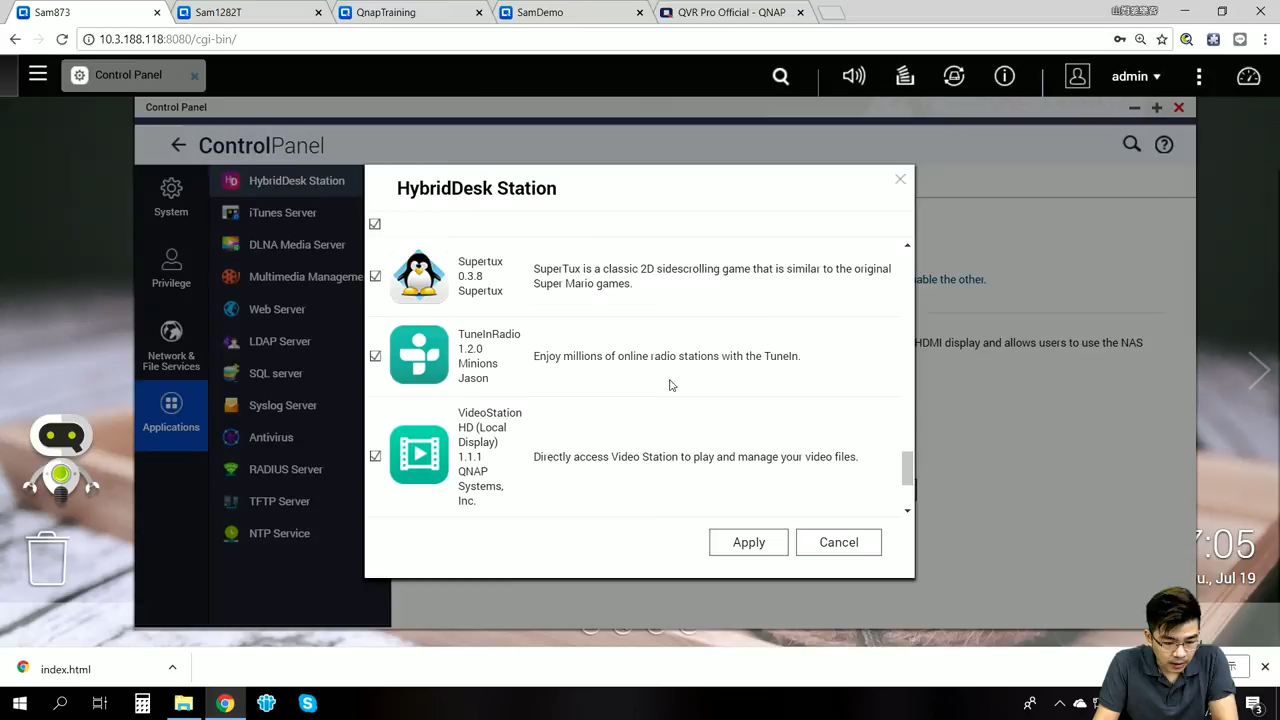 Sam873
Sam1282T
QnapTraining
SamDemo
QVR Pro Official - QNAP
10.3.188.118:8080/cgi-bin/
Control Panel
admin
Control Panel
ControlPanel
System
Privilege
Network &
File Services
Applications
HybridDesk Station
iTunes Server
DLNA Media Server
Multimedia Manageme
Web Server
LDAP Server
SQL server
Syslog Server
Antivirus
RADIUS Server
TFTP Server
NTP Service
HybridDesk Station
Supertux
0.3.8
Supertux
SuperTux is a classic 2D sidescrolling game that is similar to the original
Super Mario games.
TuneInRadio
1.2.0
Minions
Jason
Enjoy millions of online radio stations with the TuneIn.
VideoStation
HD (Local
Display)
1.1.1
QNAP
Systems,
Inc.
Directly access Video Station to play and manage your video files.
Apply
Cancel
able the other.
HDMI display and allows users to use the NAS
7:05
u., Jul 19
index.html
3